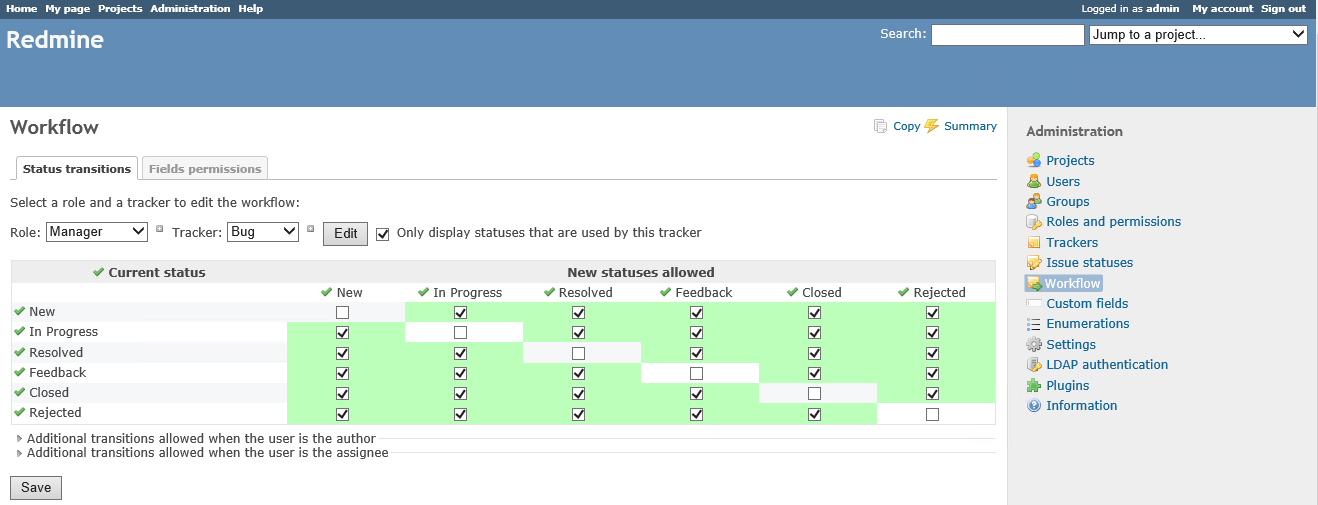 Home My page Projects Administration Help Logged in as admin My account Sign out
Redmine
Search: Jump to a project...
Workflow
Copy Summary
Status transitions Fields permissions
Select a role and a tracker to edit the workflow:
Role: Manager Tracker: Bug Edit Only display statuses that are used by this tracker
Current status New statuses allowed
New In Progress Resolved Feedback Closed Rejected
New
In Progress
Resolved
Feedback
Closed
Rejected
Additional transitions allowed when the user is the author
Additional transitions allowed when the user is the assignee
Save
Administration
Projects
Users
Groups
Roles and permissions
Trackers
Issue statuses
Workflow
Custom fields
Enumerations
Settings
LDAP authentication
Plugins
Information